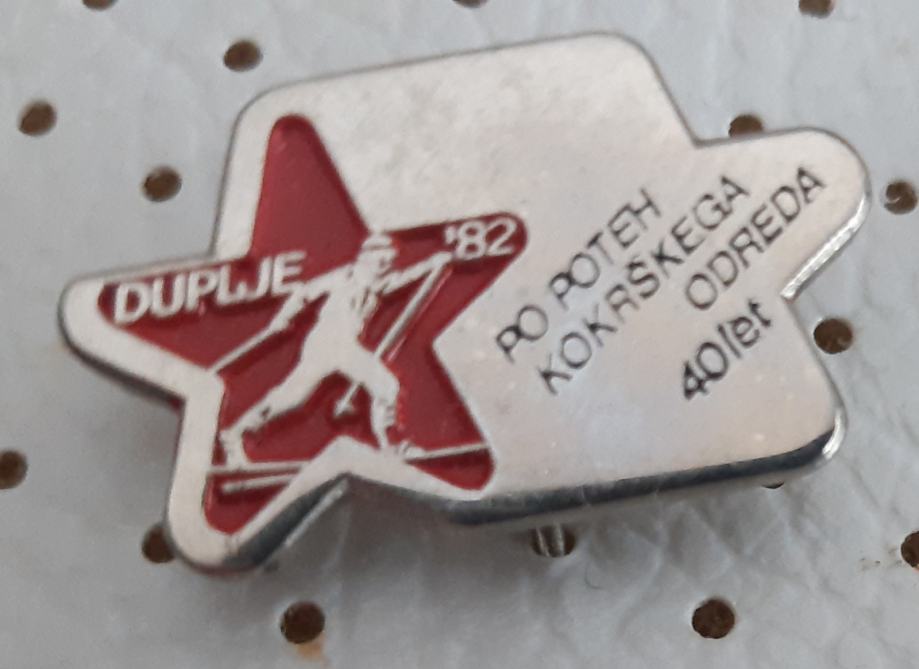 DUPLJE '82
PO POTEH
KOKRŠKEGA
ODREDA
40 let